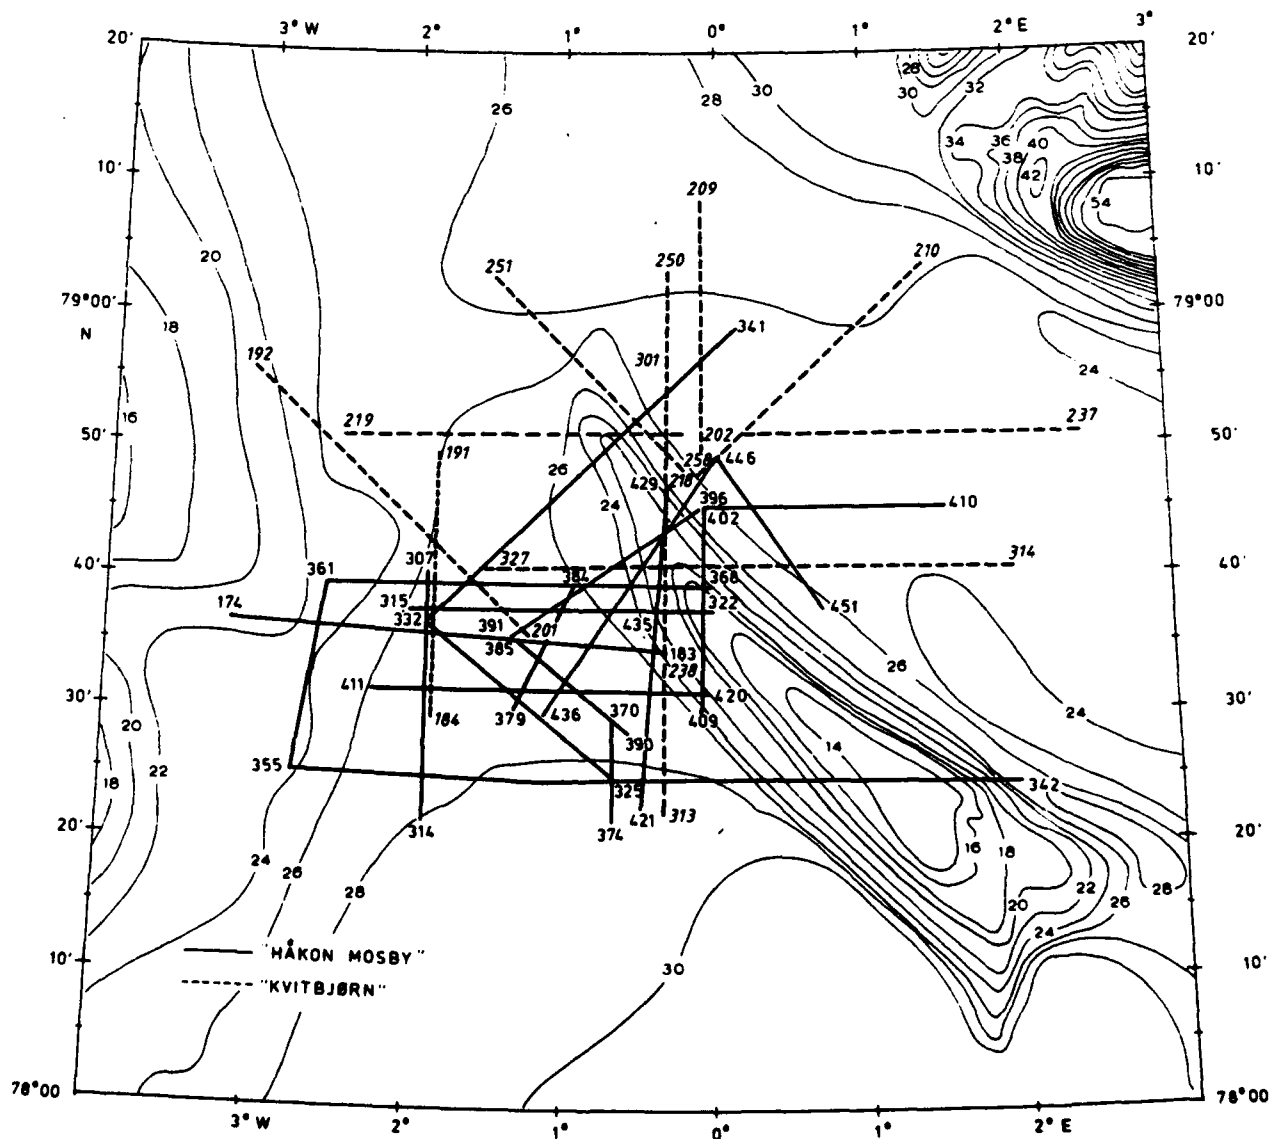 3° W 2° 1° 0° 2° E 3°
20' 20'
28 26 28 30 30 32
34 36 40 38 42
10' 10'
54
209
20
251 250 210
79°00' 79°00'
N
18
341
192 301
24
16
219 202 237
50' 50'
191 26 258 446
24 429 218 396 410
402
40' 307 327 314 40'
361 384 368
174 315 322 451
332 391 201 435
385 183 26
238
30' 411 420 30'
184 379 436 370 409 24
20 390 14
355 22
18 325 342
20' 314 374 421 313 20'
24 16 18
26 22 28
28 20 26
24
"HÅKON MOSBY"
10' 30 10'
"KVITBJØRN"
78°00 78°00
3° W 2° 1° 0° 1° 2° E